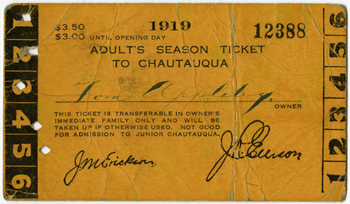 1 2 3 4 5 6
$3.50
$3.00 UNTIL OPENING DAY
1919
12388
ADULT'S SEASON TICKET
TO CHAUTAUQUA
OWNER
THIS TICKET IS TRANSFERABLE IN OWNER'S
IMMEDIATE FAMILY ONLY AND WILL BE
TAKEN UP IF OTHERWISE USED. NOT GOOD
FOR ADMISSION TO JUNIOR CHAUTAUQUA.
J M Erickson
1 2 3 4 5 6